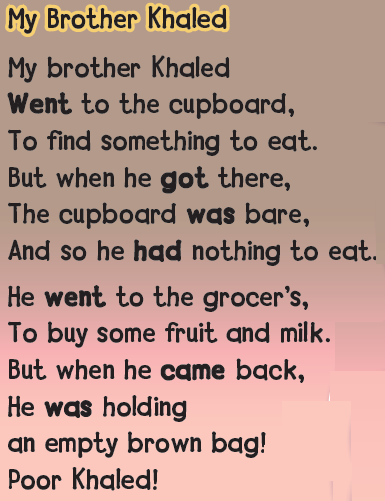 My Brother Khaled
My brother Khaled
Went to the cupboard,
To find something to eat.
But when he got there,
The cupboard was bare,
And so he had nothing to eat.
He went to the grocer's,
To buy some fruit and milk.
But when he came back,
He was holding
an empty brown bag!
Poor Khaled!